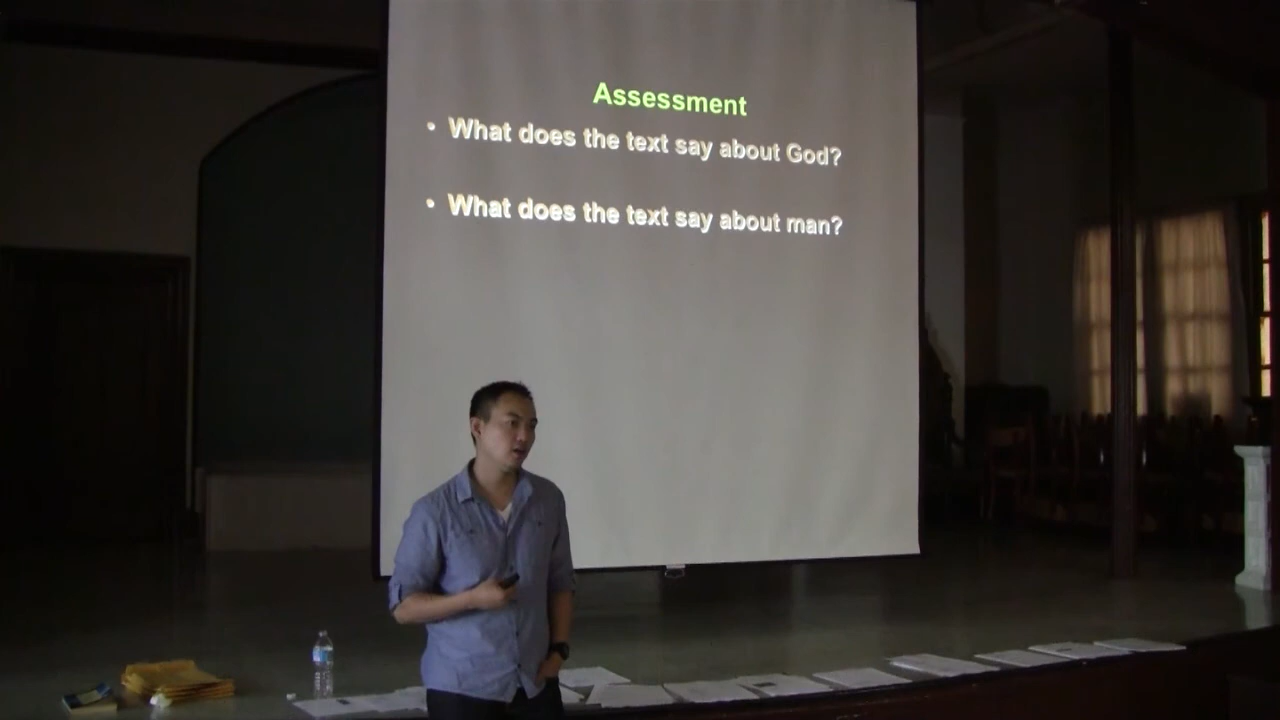 Assessment
• What does the text say about God?
• What does the text say about man?